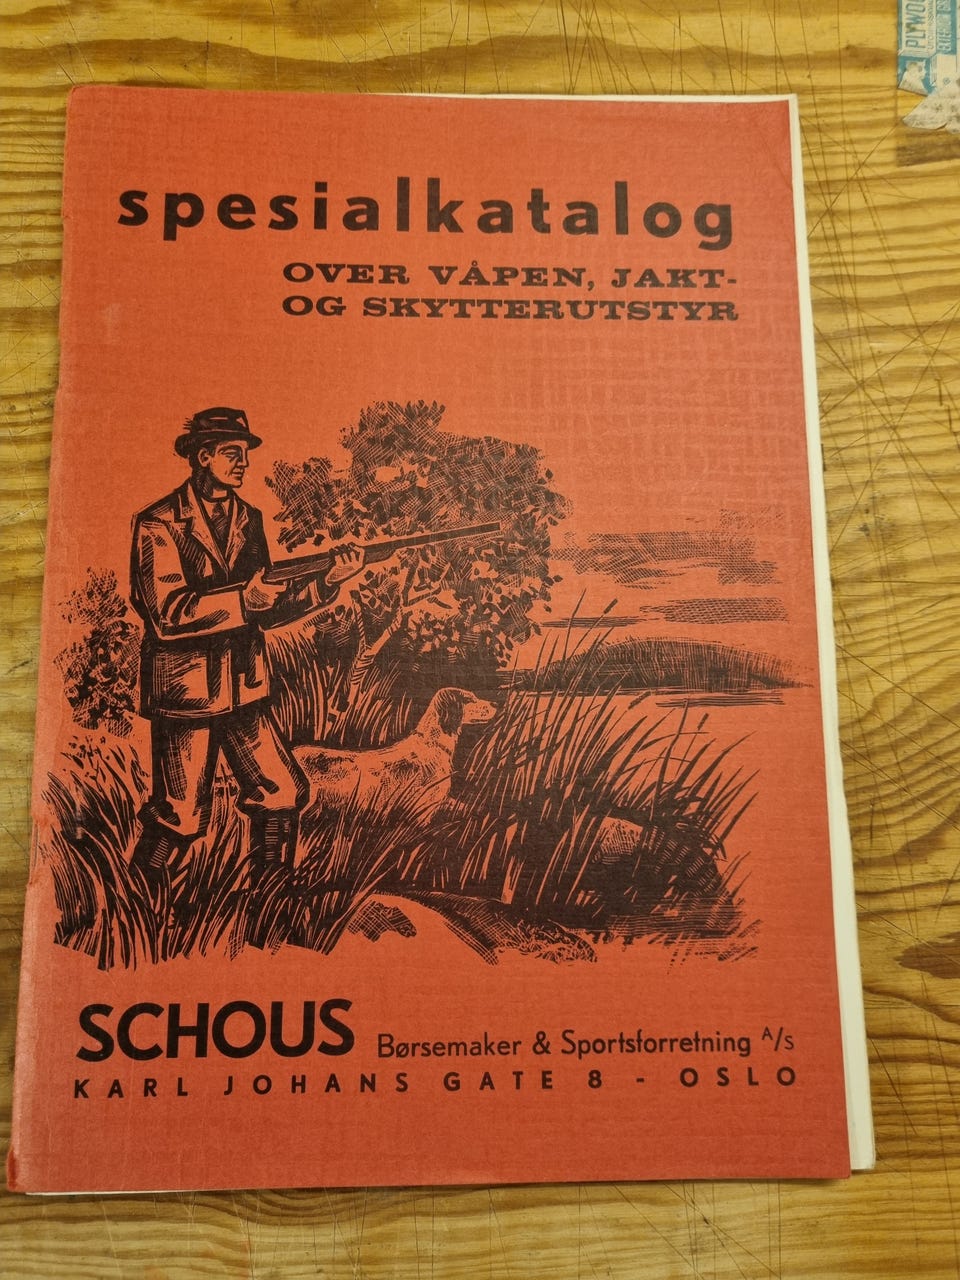 spesialkatalog
OVER VÅPEN, JAKT-
OG SKYTTERUTSTYR
SCHOUS Børsemaker & Sportsforretning A/S
KARL JOHANS GATE 8 - OSLO